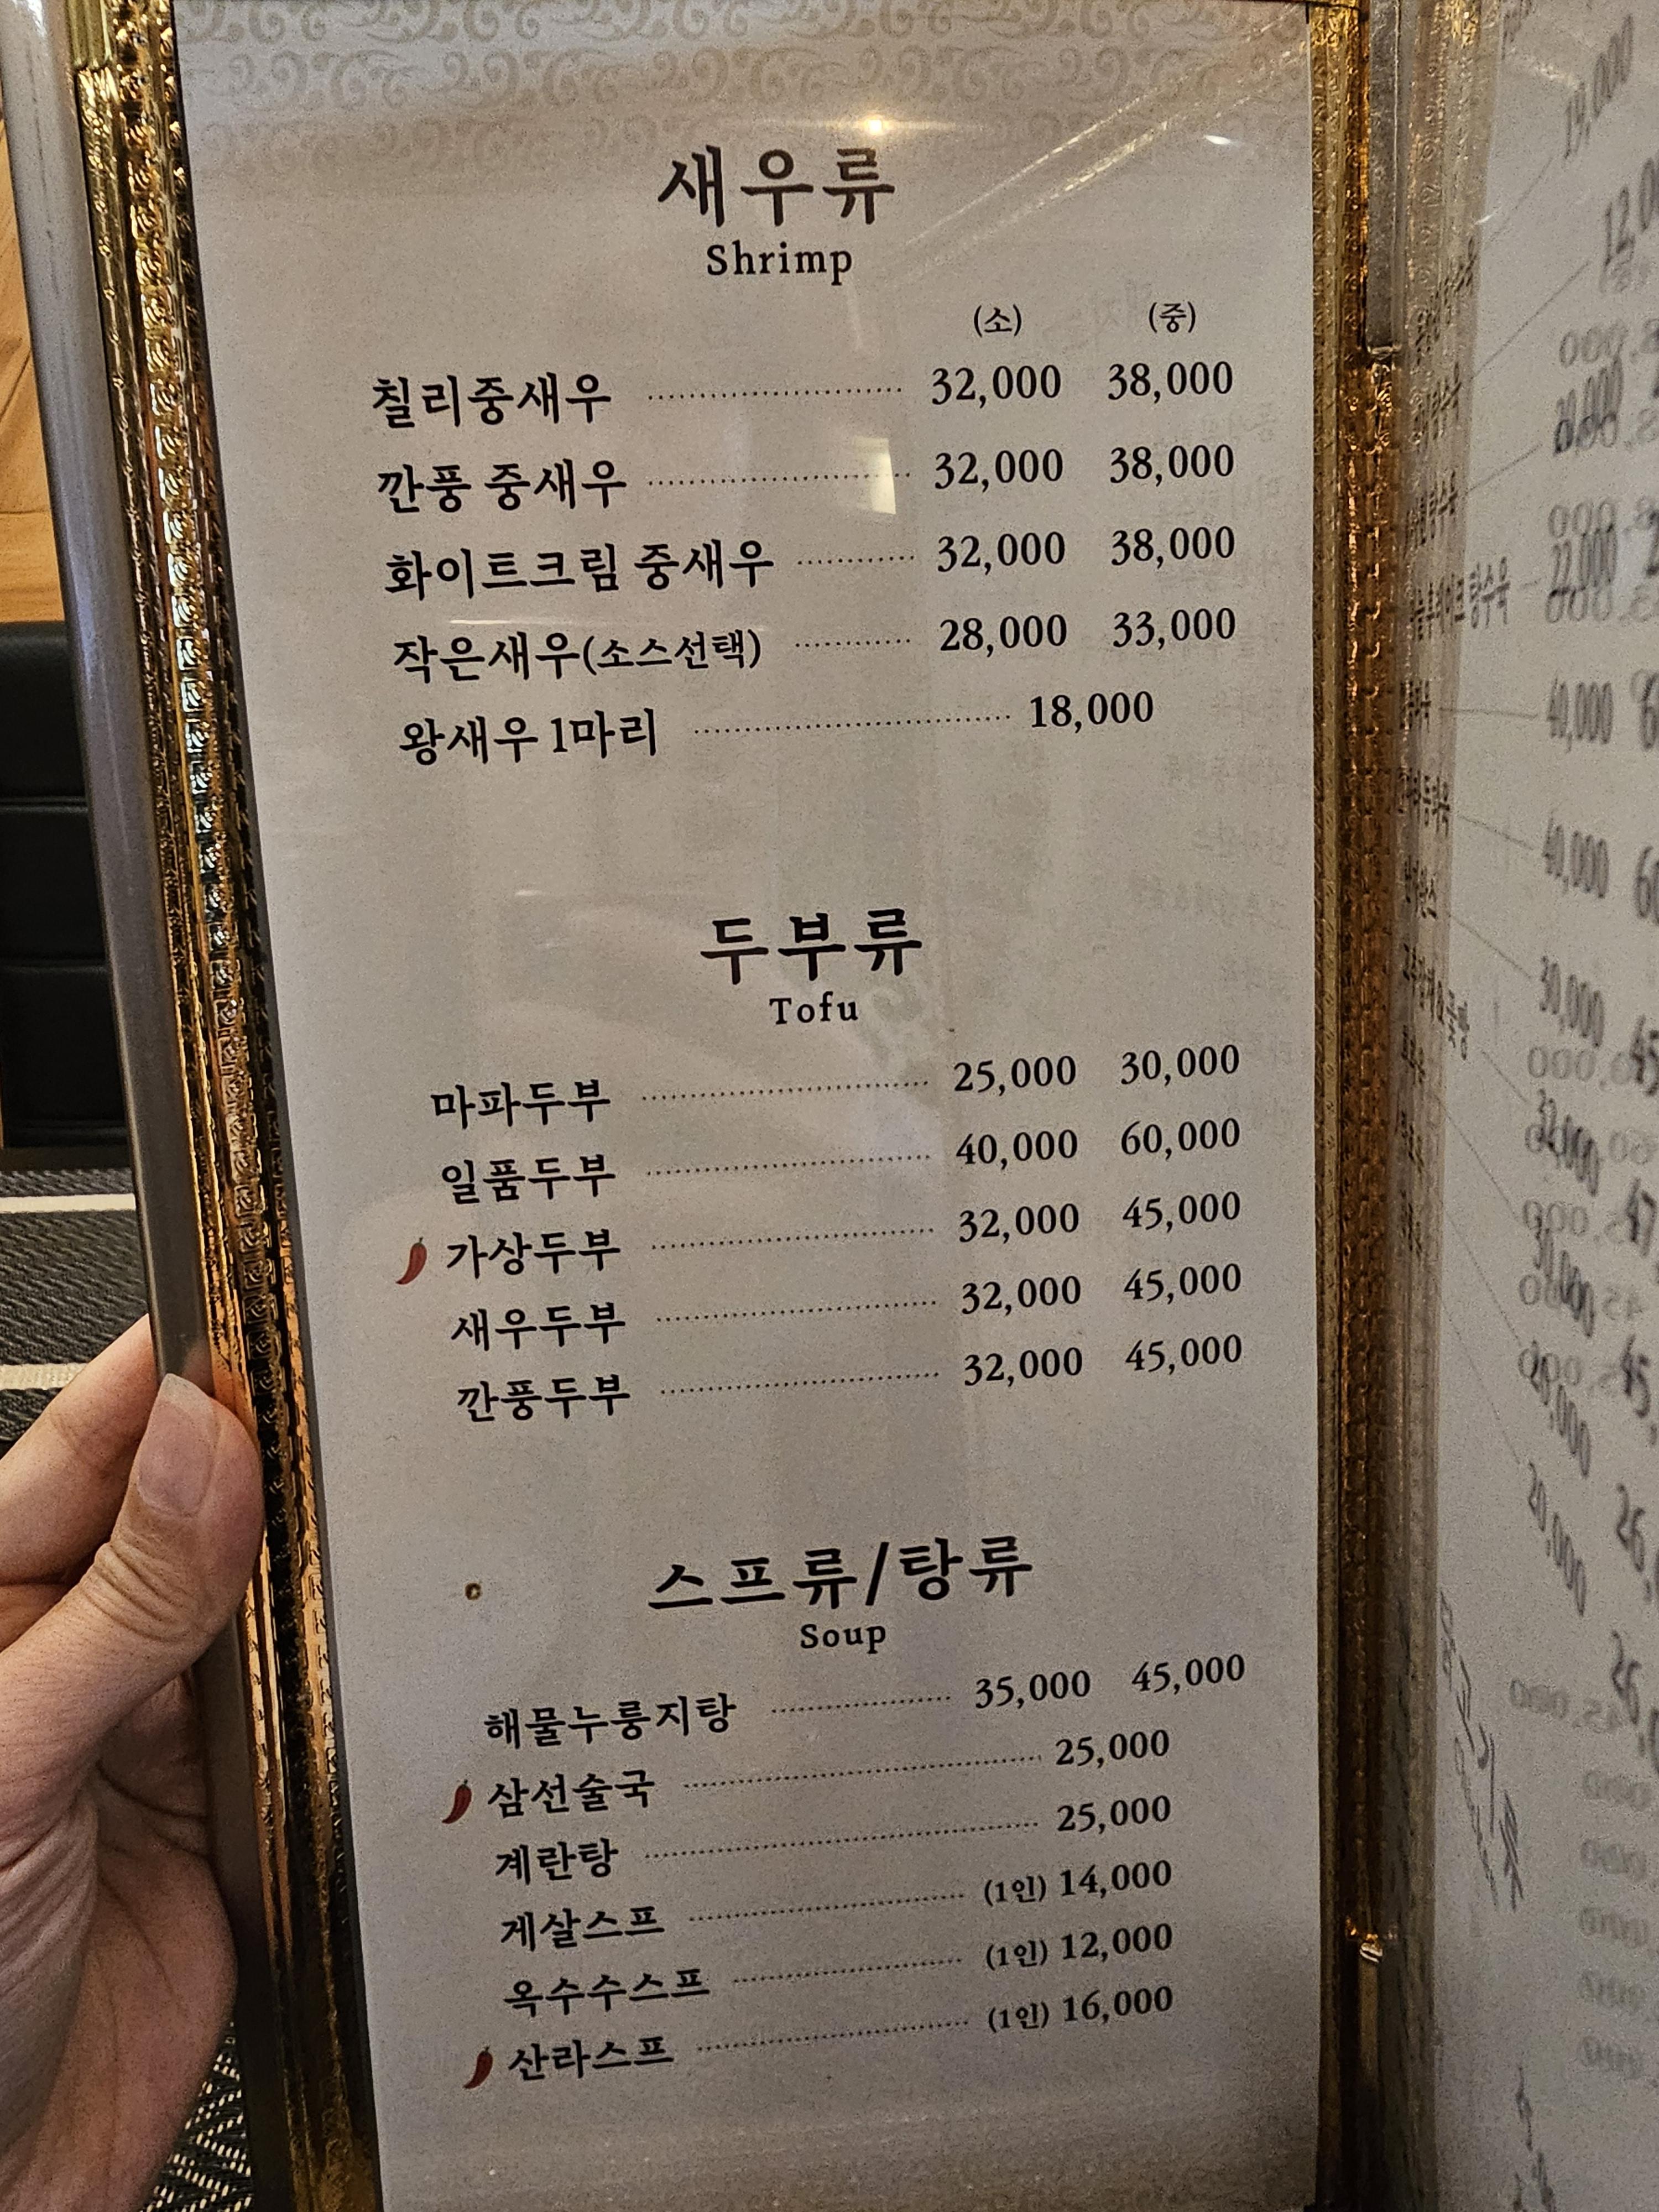 새우류
Shrimp
(소) (중)
칠리중새우 32,000 38,000
깐풍 중새우 32,000 38,000
화이트크림 중새우 32,000 38,000
작은새우(소스선택) 28,000 33,000
왕새우 1마리 18,000
두부류
Tofu
마파두부 25,000 30,000
일품두부 40,000 60,000
가상두부 32,000 45,000
새우두부 32,000 45,000
깐풍두부 32,000 45,000
스프류/탕류
Soup
해물누룽지탕 35,000 45,000
삼선술국 25,000
계란탕 25,000
게살스프 (1인) 14,000
옥수수스프 (1인) 12,000
산라스프 (1인) 16,000